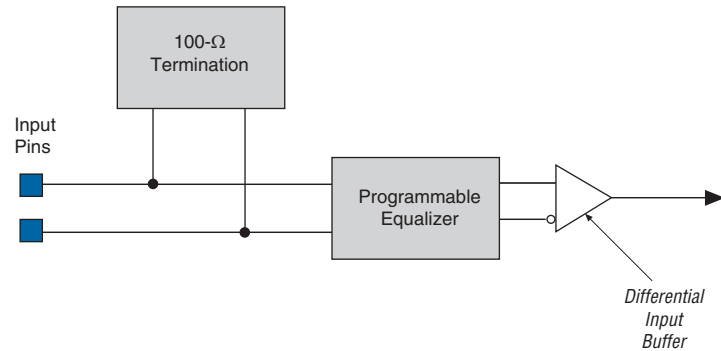 100-Ω
Termination
Input
Pins
Programmable
Equalizer
Differential
Input
Buffer